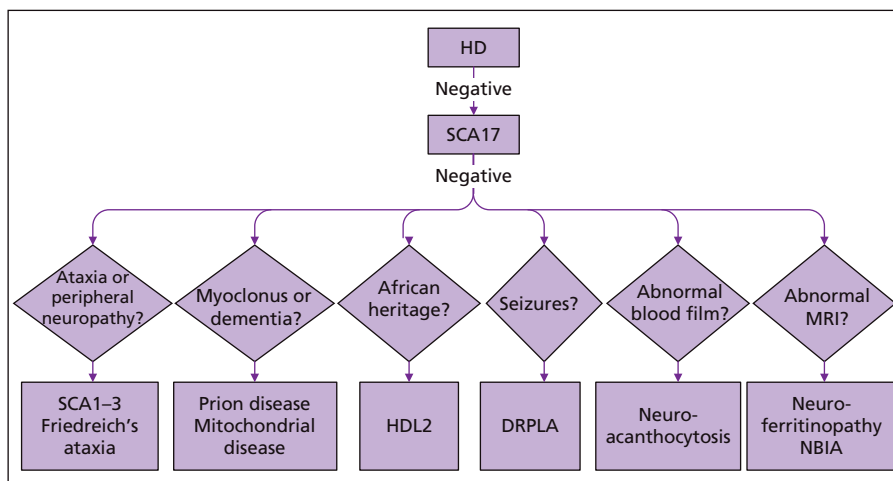 HD
Negative
SCA17
Negative
Ataxia or
peripheral
neuropathy?
Myoclonus or
dementia?
African
heritage?
Seizures?
Abnormal
blood film?
Abnormal
MRI?
SCA1–3
Friedreich's
ataxia
Prion disease
Mitochondrial
disease
HDL2
DRPLA
Neuro-
acanthocytosis
Neuro-
ferritinopathy
NBIA